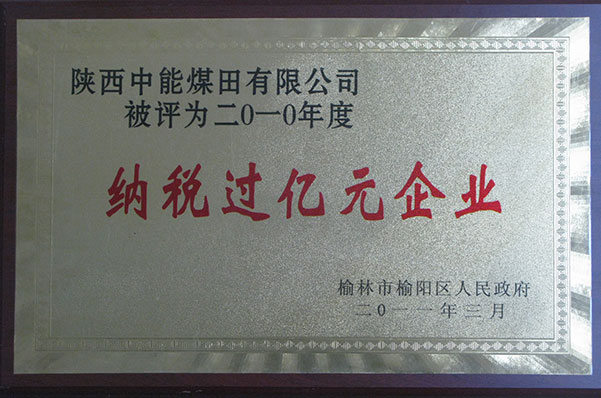 陕西中能煤田有限公司
被评为二0一0年度
纳税过亿元企业
榆林市榆阳区人民政府
二0一一年三月